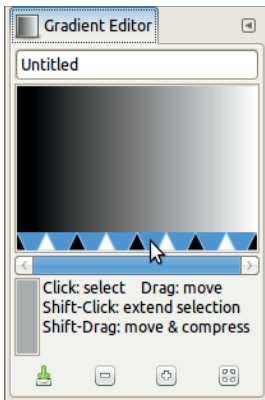 Gradient Editor
Untitled
Click: select Drag: move
Shift-Click: extend selection
Shift-Drag: move & compress